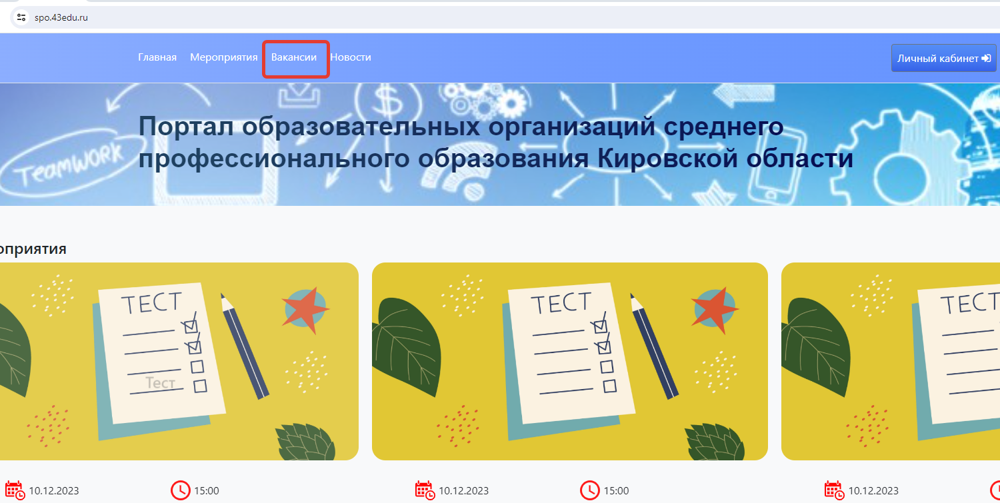 spo.43edu.ru
Главная Мероприятия Вакансии Новости Личный кабинет
TEAMWORK
Портал образовательных организаций среднего
профессионального образования Кировской области
оприятия
ТЕСТ ТЕСТ ТЕСТ
Тест
10.12.2023 15:00 10.12.2023 15:00 10.12.2023